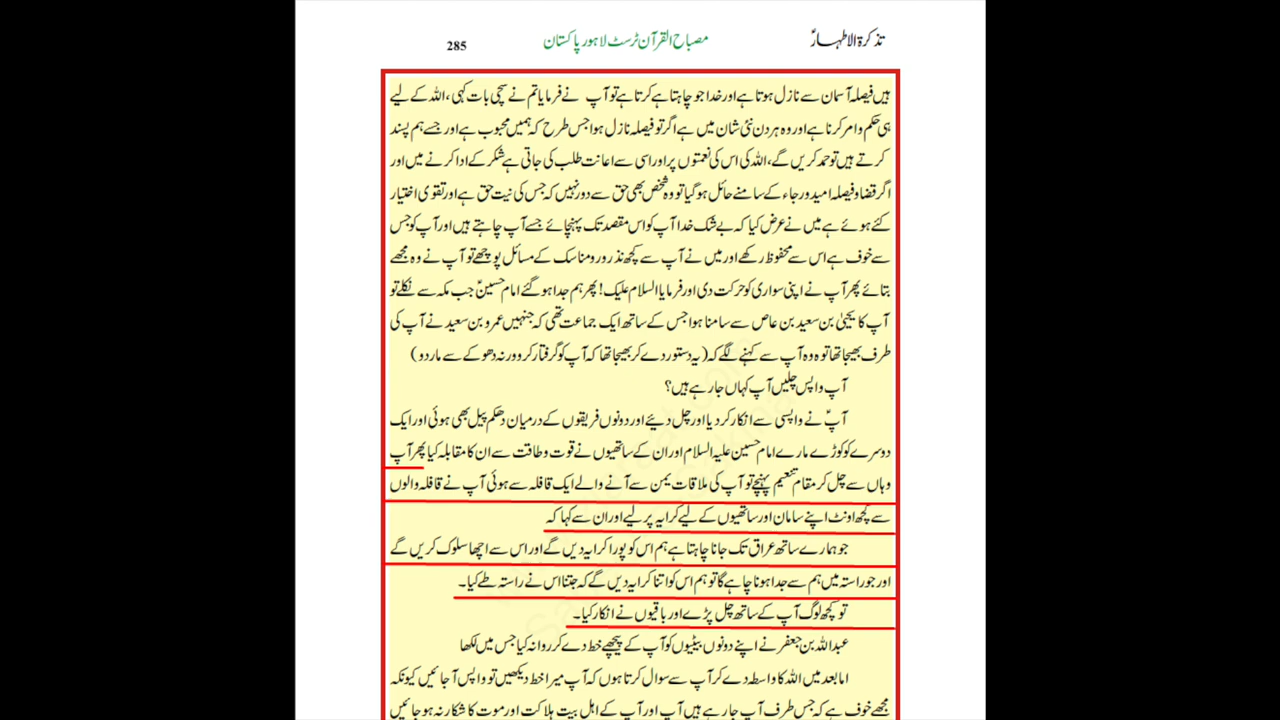 تذکرۃ الاطہارؑ مصباح القرآن ٹرسٹ لاہور پاکستان 285
ہیں فیصلہ آسمان سے نازل ہوتا ہے اور خدا جو چاہتا ہے کرتا ہے تو آپ نے فرمایا تم نے سچی بات کہی ، اللہ کے لیے
ہی حکم و امر کرنا ہے اور وہ ہر دن نئی شان میں ہے اگر تو فیصلہ نازل ہوا جس طرح کہ ہمیں محبوب ہے اور جسے ہم پسند
کرتے ہیں تو حمد کریں گے، اللہ کی اس کی نعمتوں پر اور اسی سے اعانت طلب کی جاتی ہے شکر کے ادا کرنے میں اور
اگر قضا و فیصلہ امید ورجاء کے سامنے حائل ہو گیا تو وہ شخص بھی حق سے دور نہیں کہ جس کی نیت حق ہے اور تقوی اختیار
کئے ہوئے ہے میں نے عرض کیا کہ بے شک خدا آپ کو اس مقصد تک پہنچائے جسے آپ چاہتے ہیں اور آپ کو جس
سے خوف ہے اس سے محفوظ رکھے اور میں نے آپ سے کچھ نذر ورو مناسک کے مسائل پوچھے تو آپ نے وہ مجھے
بتائے پھر آپ نے اپنی سواری کو حرکت دی اور فرمایا السلام علیک! پھر ہم جدا ہو گئے امام حسینؑ جب مکہ سے نکلے تو
آپ کا یحییٰ بن سعید بن عاص سے سامنا ہوا جس کے ساتھ ایک جماعت تھی کہ جنہیں عمرو بن سعید نے آپ کی
طرف بھیجا تھا تو وہ وہ آپ سے کہنے لگے کہ (یہ دستور دے کر بھیجا تھا کہ آپ کو گرفتار کرو ورنہ دھوکے سے مار دو )
آپ واپس چلیں آپ کہاں جا رہے ہیں؟
آپؑ نے واپسی سے انکار کر دیا اور چل دیئے اور دونوں فریقوں کے درمیان دھکم پیل بھی ہوئی اور ایک
دوسرے کو کوڑے مارے امام حسین علیہ السلام اور ان کے ساتھیوں نے قوت و طاقت سے ان کا مقابلہ کیا پھر آپ
وہاں سے چل کر مقام تنعیم پہنچے تو آپ کی ملاقات یمن سے آنے والے ایک قافلہ سے ہوئی آپ نے قافلہ والوں
سے کچھ اونٹ اپنے سامان اور ساتھیوں کے لیے کرایہ پر لیے اور ان سے کہا کہ
جو ہمارے ساتھ عراق تک جانا چاہتا ہے ہم اس کو پورا کرایہ دیں گے اور اس سے اچھا سلوک کریں گے
اور جو راستہ میں ہم سے جدا ہونا چاہے گا تو ہم اس کو اتنا کرایہ دیں گے کہ جتنا اس نے راستہ طے کیا۔
تو کچھ لوگ آپ کے ساتھ چل پڑے اور باقیوں نے انکار کیا۔
عبداللہ بن جعفر نے اپنے دونوں بیٹیوں کو آپ کے پیچھے خط دے کر روانہ کیا جس میں لکھا
اما بعد میں اللہ کا واسطہ دے کر آپ سے سوال کرتا ہوں کہ آپ میرا خط دیکھیں تو واپس آ جائیں کیونکہ
مجھے خوف ہے کہ جس طرف آپ جا رہے ہیں آپ اور آپ کے اہل بیت ہلاکت اور موت کا شکار نہ ہو جائیں